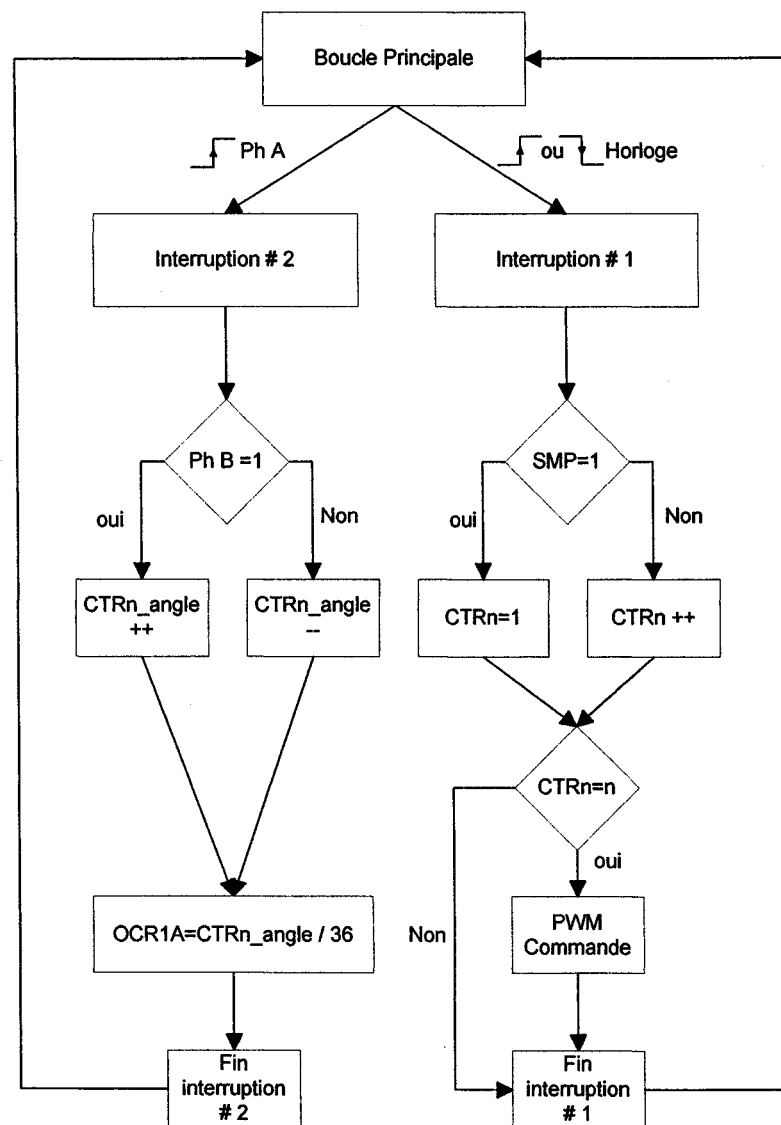 Boucle Principale
Ph A
ou
Horloge
Interruption # 2
Interruption # 1
Ph B =1
SMP=1
oui
Non
oui
Non
CTRn_angle
++
CTRn_angle
--
CTRn=1
CTRn ++
CTRn=n
oui
Non
OCR1A=CTRn_angle / 36
PWM
Commande
Fin
interruption
# 2
Fin
interruption
# 1